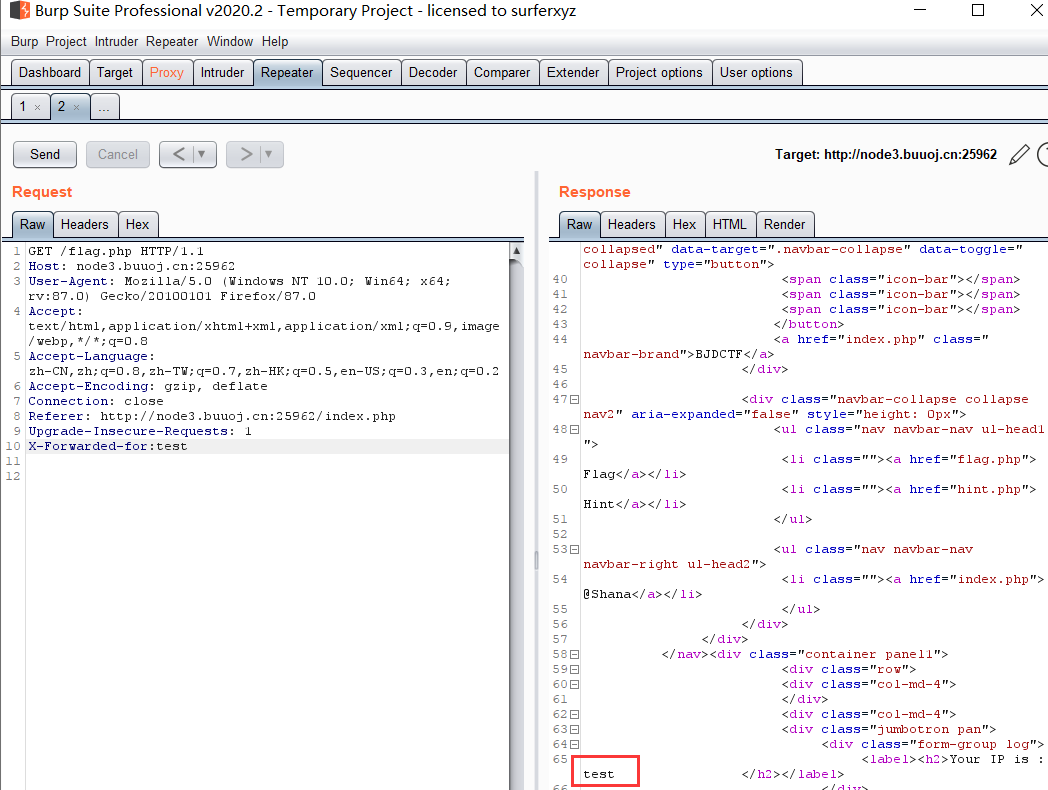 Burp Suite Professional v2020.2 - Temporary Project - licensed to surferxyz
Burp Project Intruder Repeater Window Help
Dashboard Target Proxy Intruder Repeater Sequencer Decoder Comparer Extender Project options User options
1 × 2 × ...
Send Cancel < ▼ > ▼ Target: http://node3.buuoj.cn:25962
Request
Raw Headers Hex
1 GET /flag.php HTTP/1.1
2 Host: node3.buuoj.cn:25962
3 User-Agent: Mozilla/5.0 (Windows NT 10.0; Win64; x64;
rv:87.0) Gecko/20100101 Firefox/87.0
4 Accept:
text/html,application/xhtml+xml,application/xml;q=0.9,image
/webp,*/*;q=0.8
5 Accept-Language:
zh-CN,zh;q=0.8,zh-TW;q=0.7,zh-HK;q=0.5,en-US;q=0.3,en;q=0.2
6 Accept-Encoding: gzip, deflate
7 Connection: close
8 Referer: http://node3.buuoj.cn:25962/index.php
9 Upgrade-Insecure-Requests: 1
10 X-Forwarded-for:test
11
12
Response
Raw Headers Hex HTML Render
collapsed" data-target=".navbar-collapse" data-toggle="
collapse" type="button">
40 <span class="icon-bar"></span>
41 <span class="icon-bar"></span>
42 <span class="icon-bar"></span>
43 </button>
44 <a href="index.php" class="
navbar-brand">BJDCTF</a>
45 </div>
46
47 <div class="navbar-collapse collapse
nav2" aria-expanded="false" style="height: 0px">
48 <ul class="nav navbar-nav ul-head1
">
49 <li class=""><a href="flag.php">
Flag</a></li>
50 <li class=""><a href="hint.php">
Hint</a></li>
51 </ul>
52
53 <ul class="nav navbar-nav
navbar-right ul-head2">
54 <li class=""><a href="index.php">
@Shana</a></li>
55 </ul>
56 </div>
57 </div>
58 </nav><div class="container panel1">
59 <div class="row">
60 <div class="col-md-4">
61 </div>
62 <div class="col-md-4">
63 <div class="jumbotron pan">
64 <div class="form-group log">
65 <label><h2>Your IP is :
test </h2></label>
66 </div>